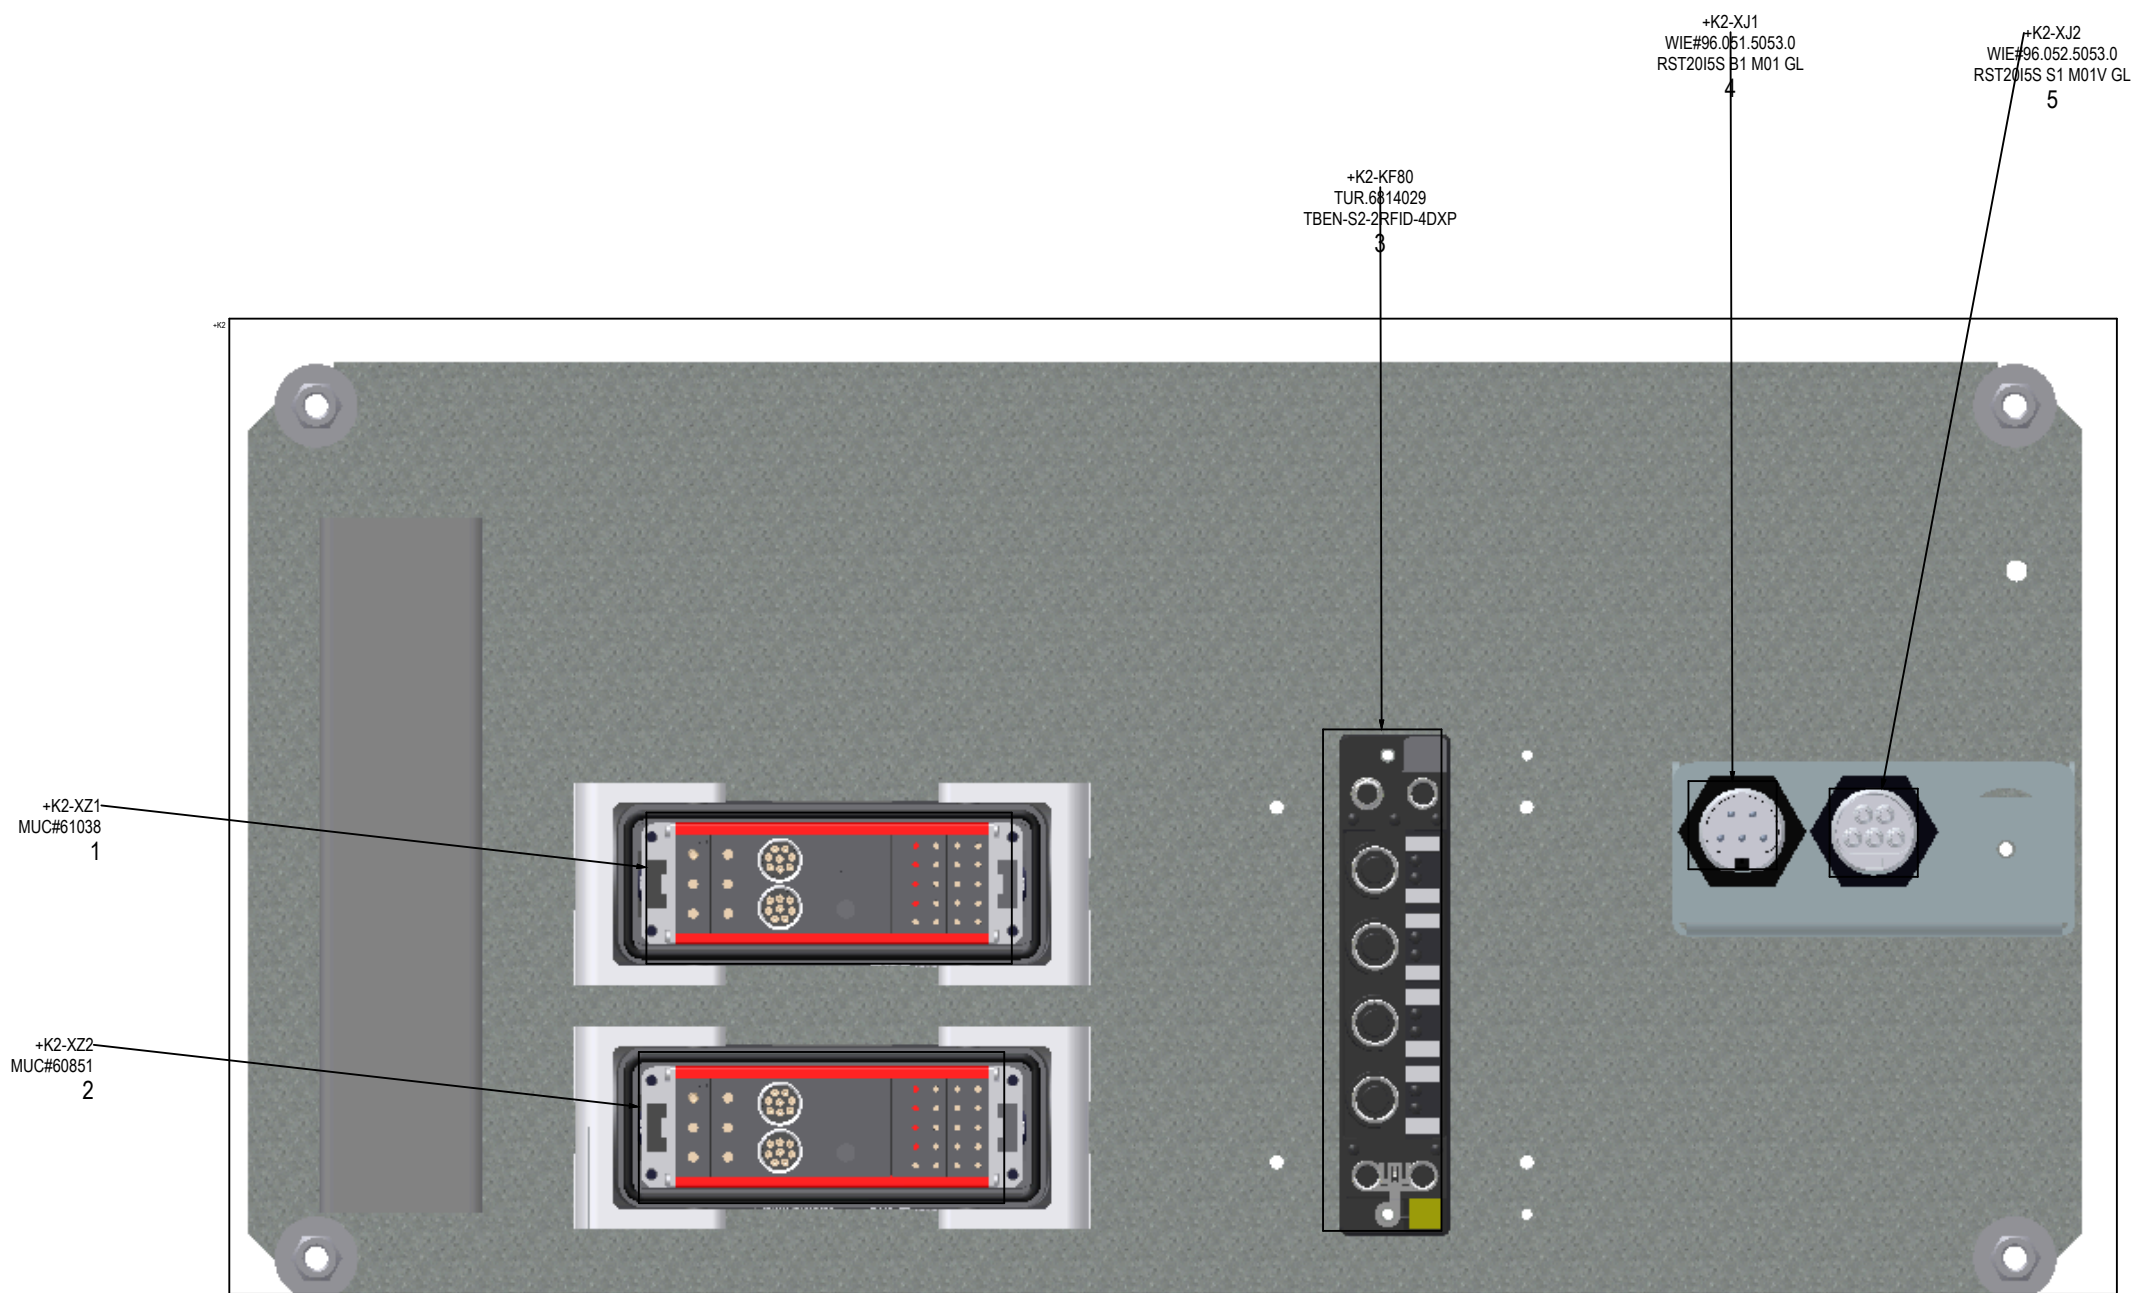 +K2-XJ1
WIE#96.051.5053.0
RST20I5S B1 M01 GL
4
+K2-XJ2
WIE#96.052.5053.0
RST20I5S S1 M01V GL
5
+K2-KF80
TUR.6814029
TBEN-S2-2RFID-4DXP
3
+K2
+K2-XZ1
MUC#61038
1
+K2-XZ2
MUC#60851
2